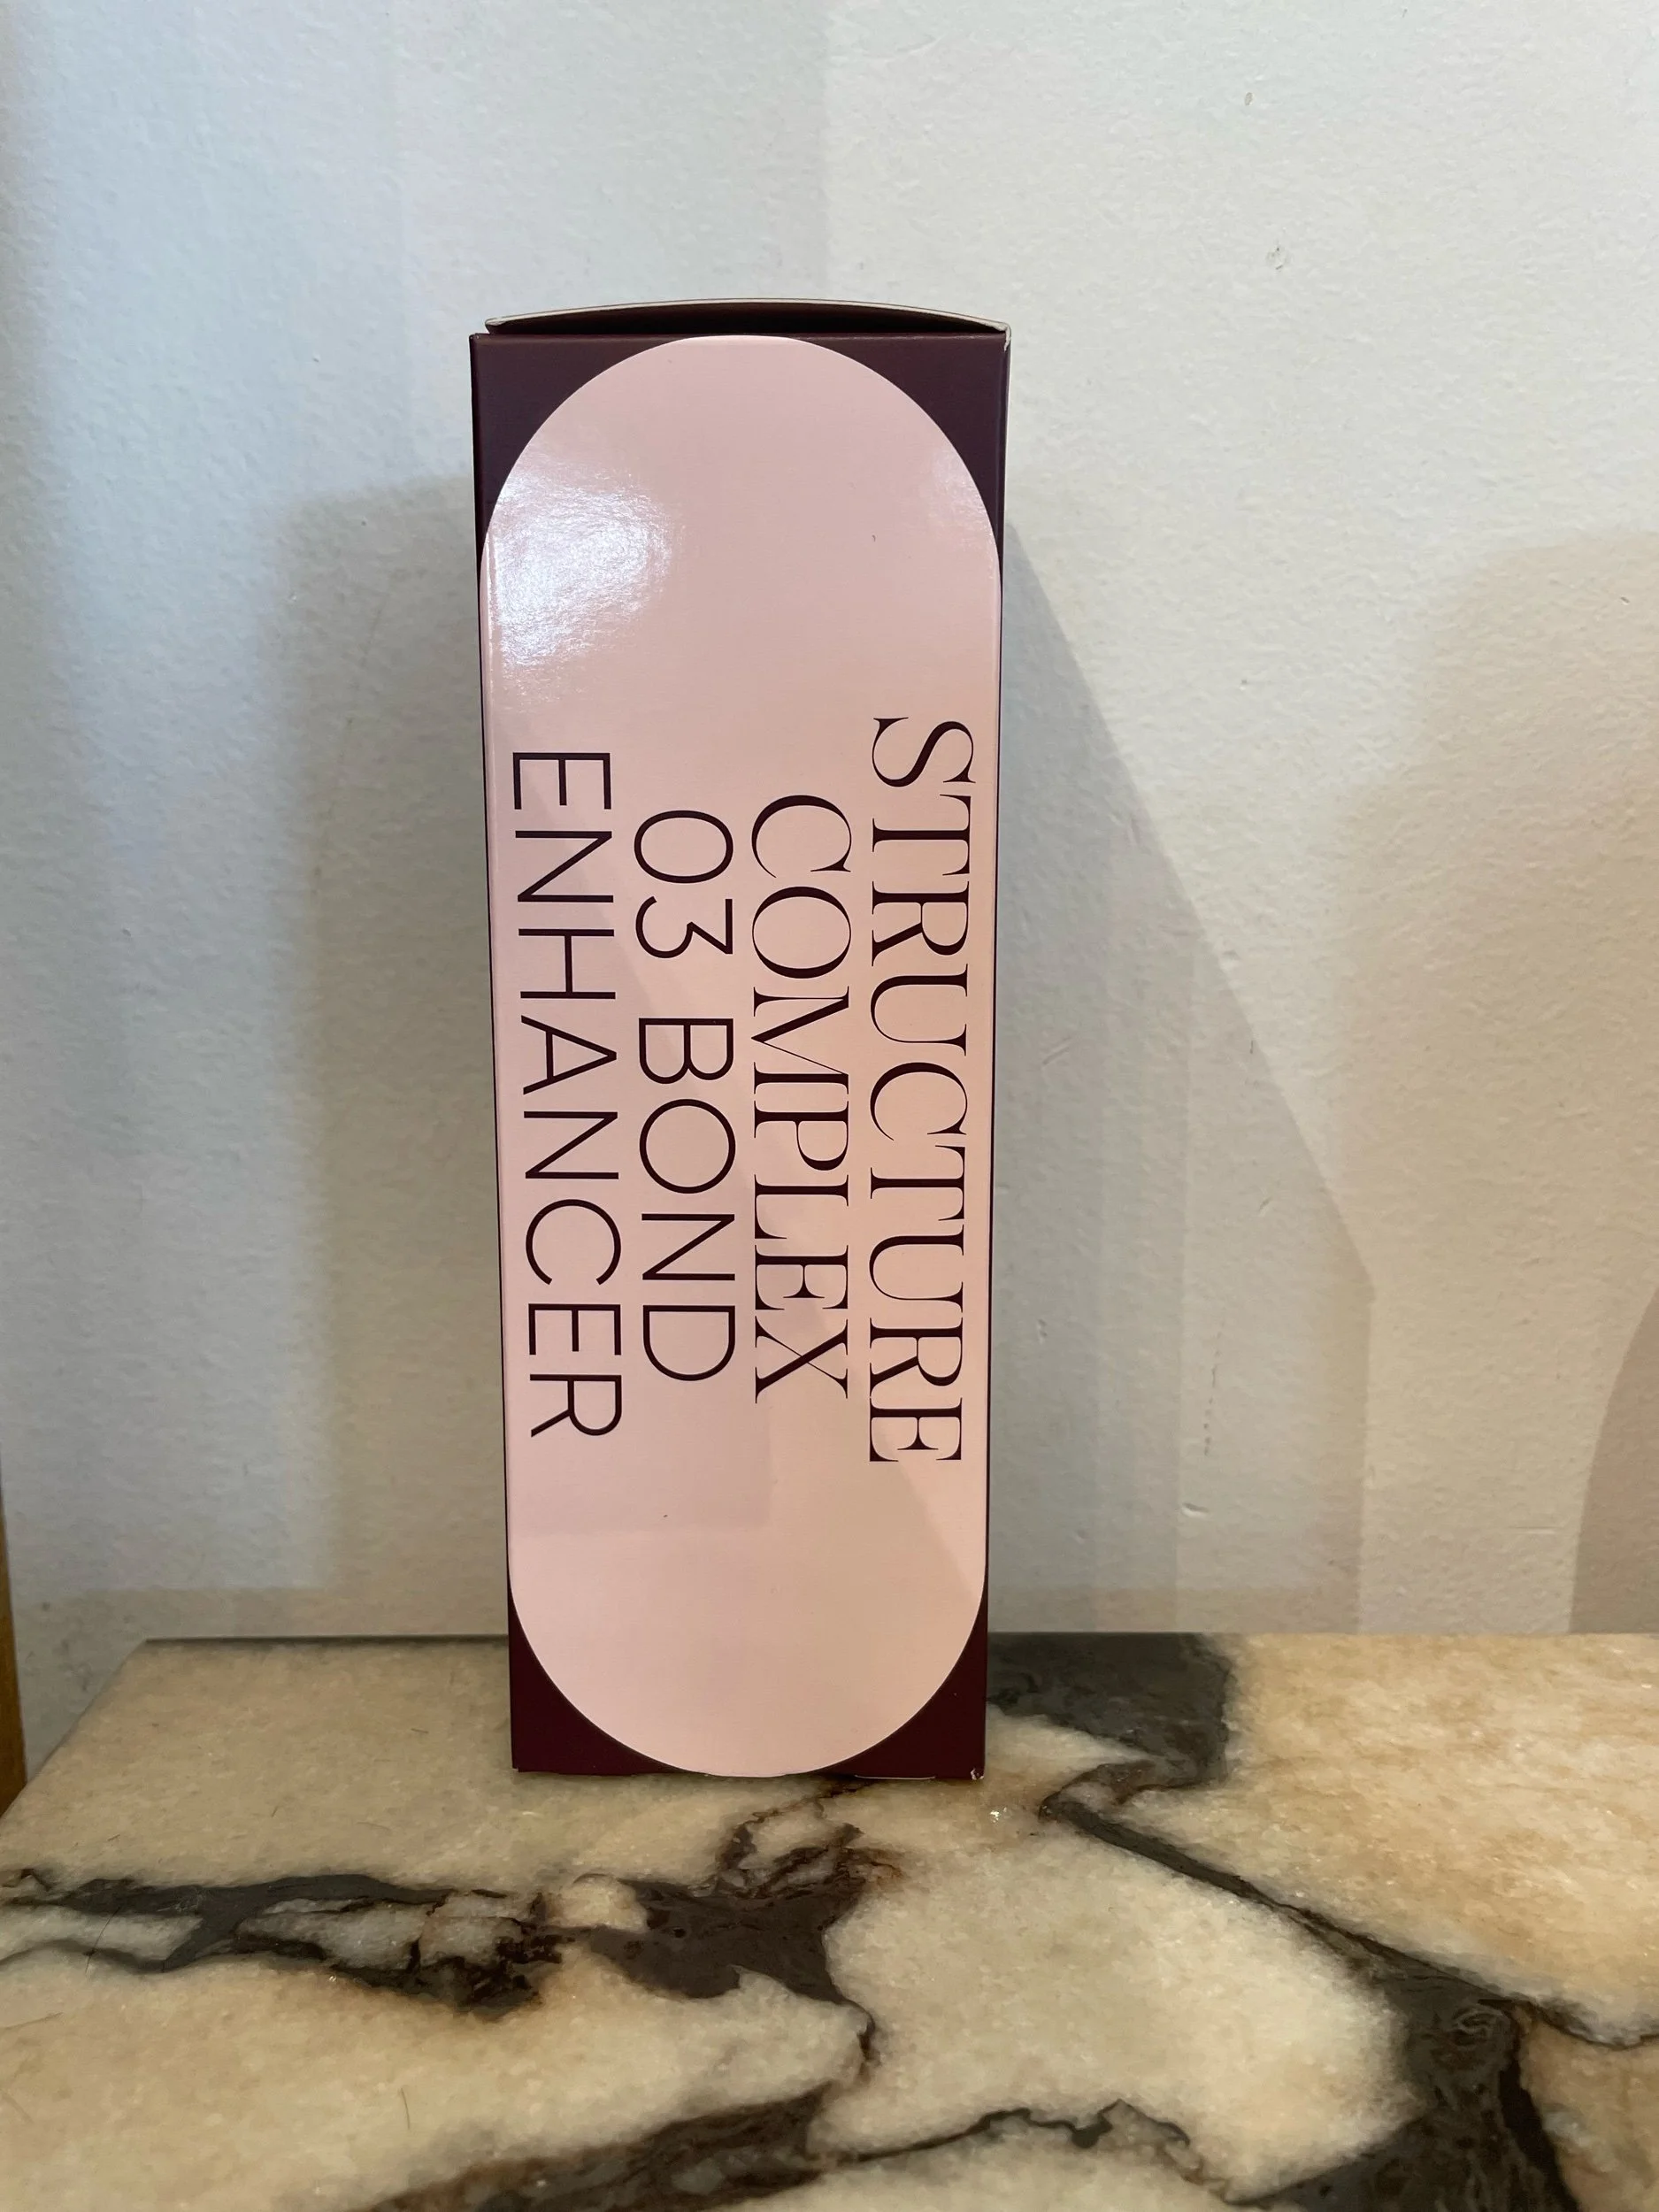 STRUCTURE
COMPLEX
03 BOND
ENHANCER